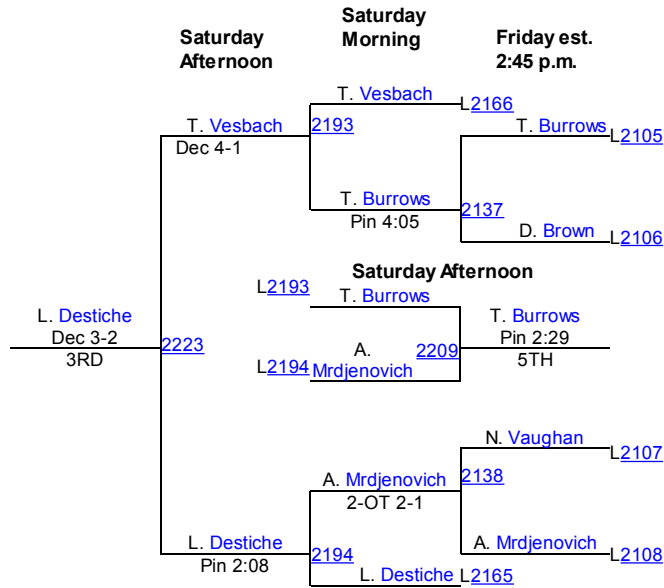 Saturday
Afternoon
Saturday
Morning
Friday est.
2:45 p.m.
T. Vesbach
L2166
T. Vesbach
2193
T. Burrows
L2105
Dec 4-1
T. Burrows
2137
Pin 4:05
D. Brown
L2106
Saturday Afternoon
L2193
T. Burrows
L. Destiche
T. Burrows
Dec 3-2
2223
Pin 2:29
3RD
A.
2209
5TH
L2194
Mrdjenovich
N. Vaughan
L2107
A. Mrdjenovich
2138
2-OT 2-1
L. Destiche
2194
A. Mrdjenovich
L2108
Pin 2:08
L. Destiche
L2165